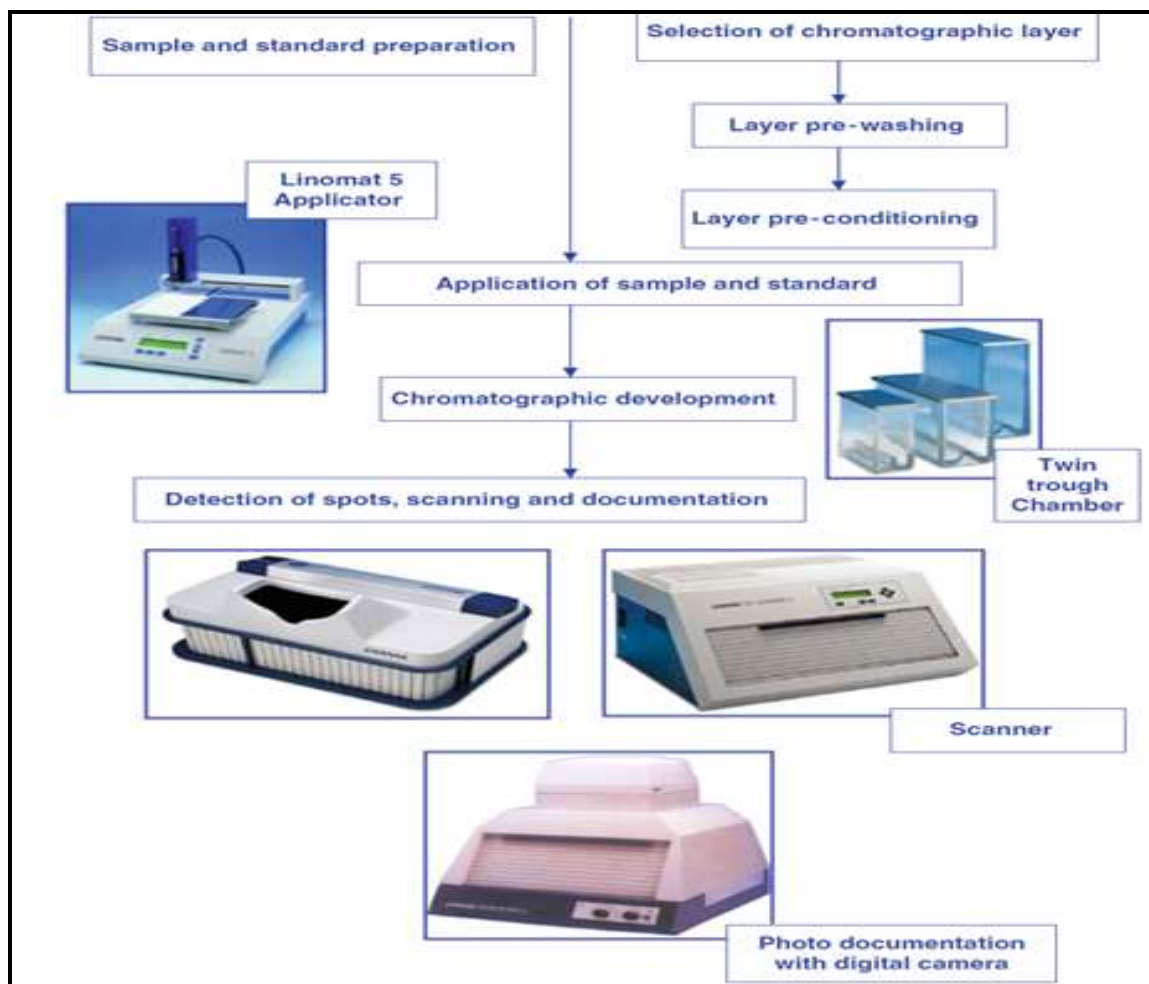 Sample and standard preparation
Selection of chromatographic layer
Layer pre-washing
Linomat 5
Applicator
Layer pre-conditioning
Application of sample and standard
Chromatographic development
Twin
trough
Chamber
Detection of spots, scanning and documentation
Scanner
Photo documentation
with digital camera